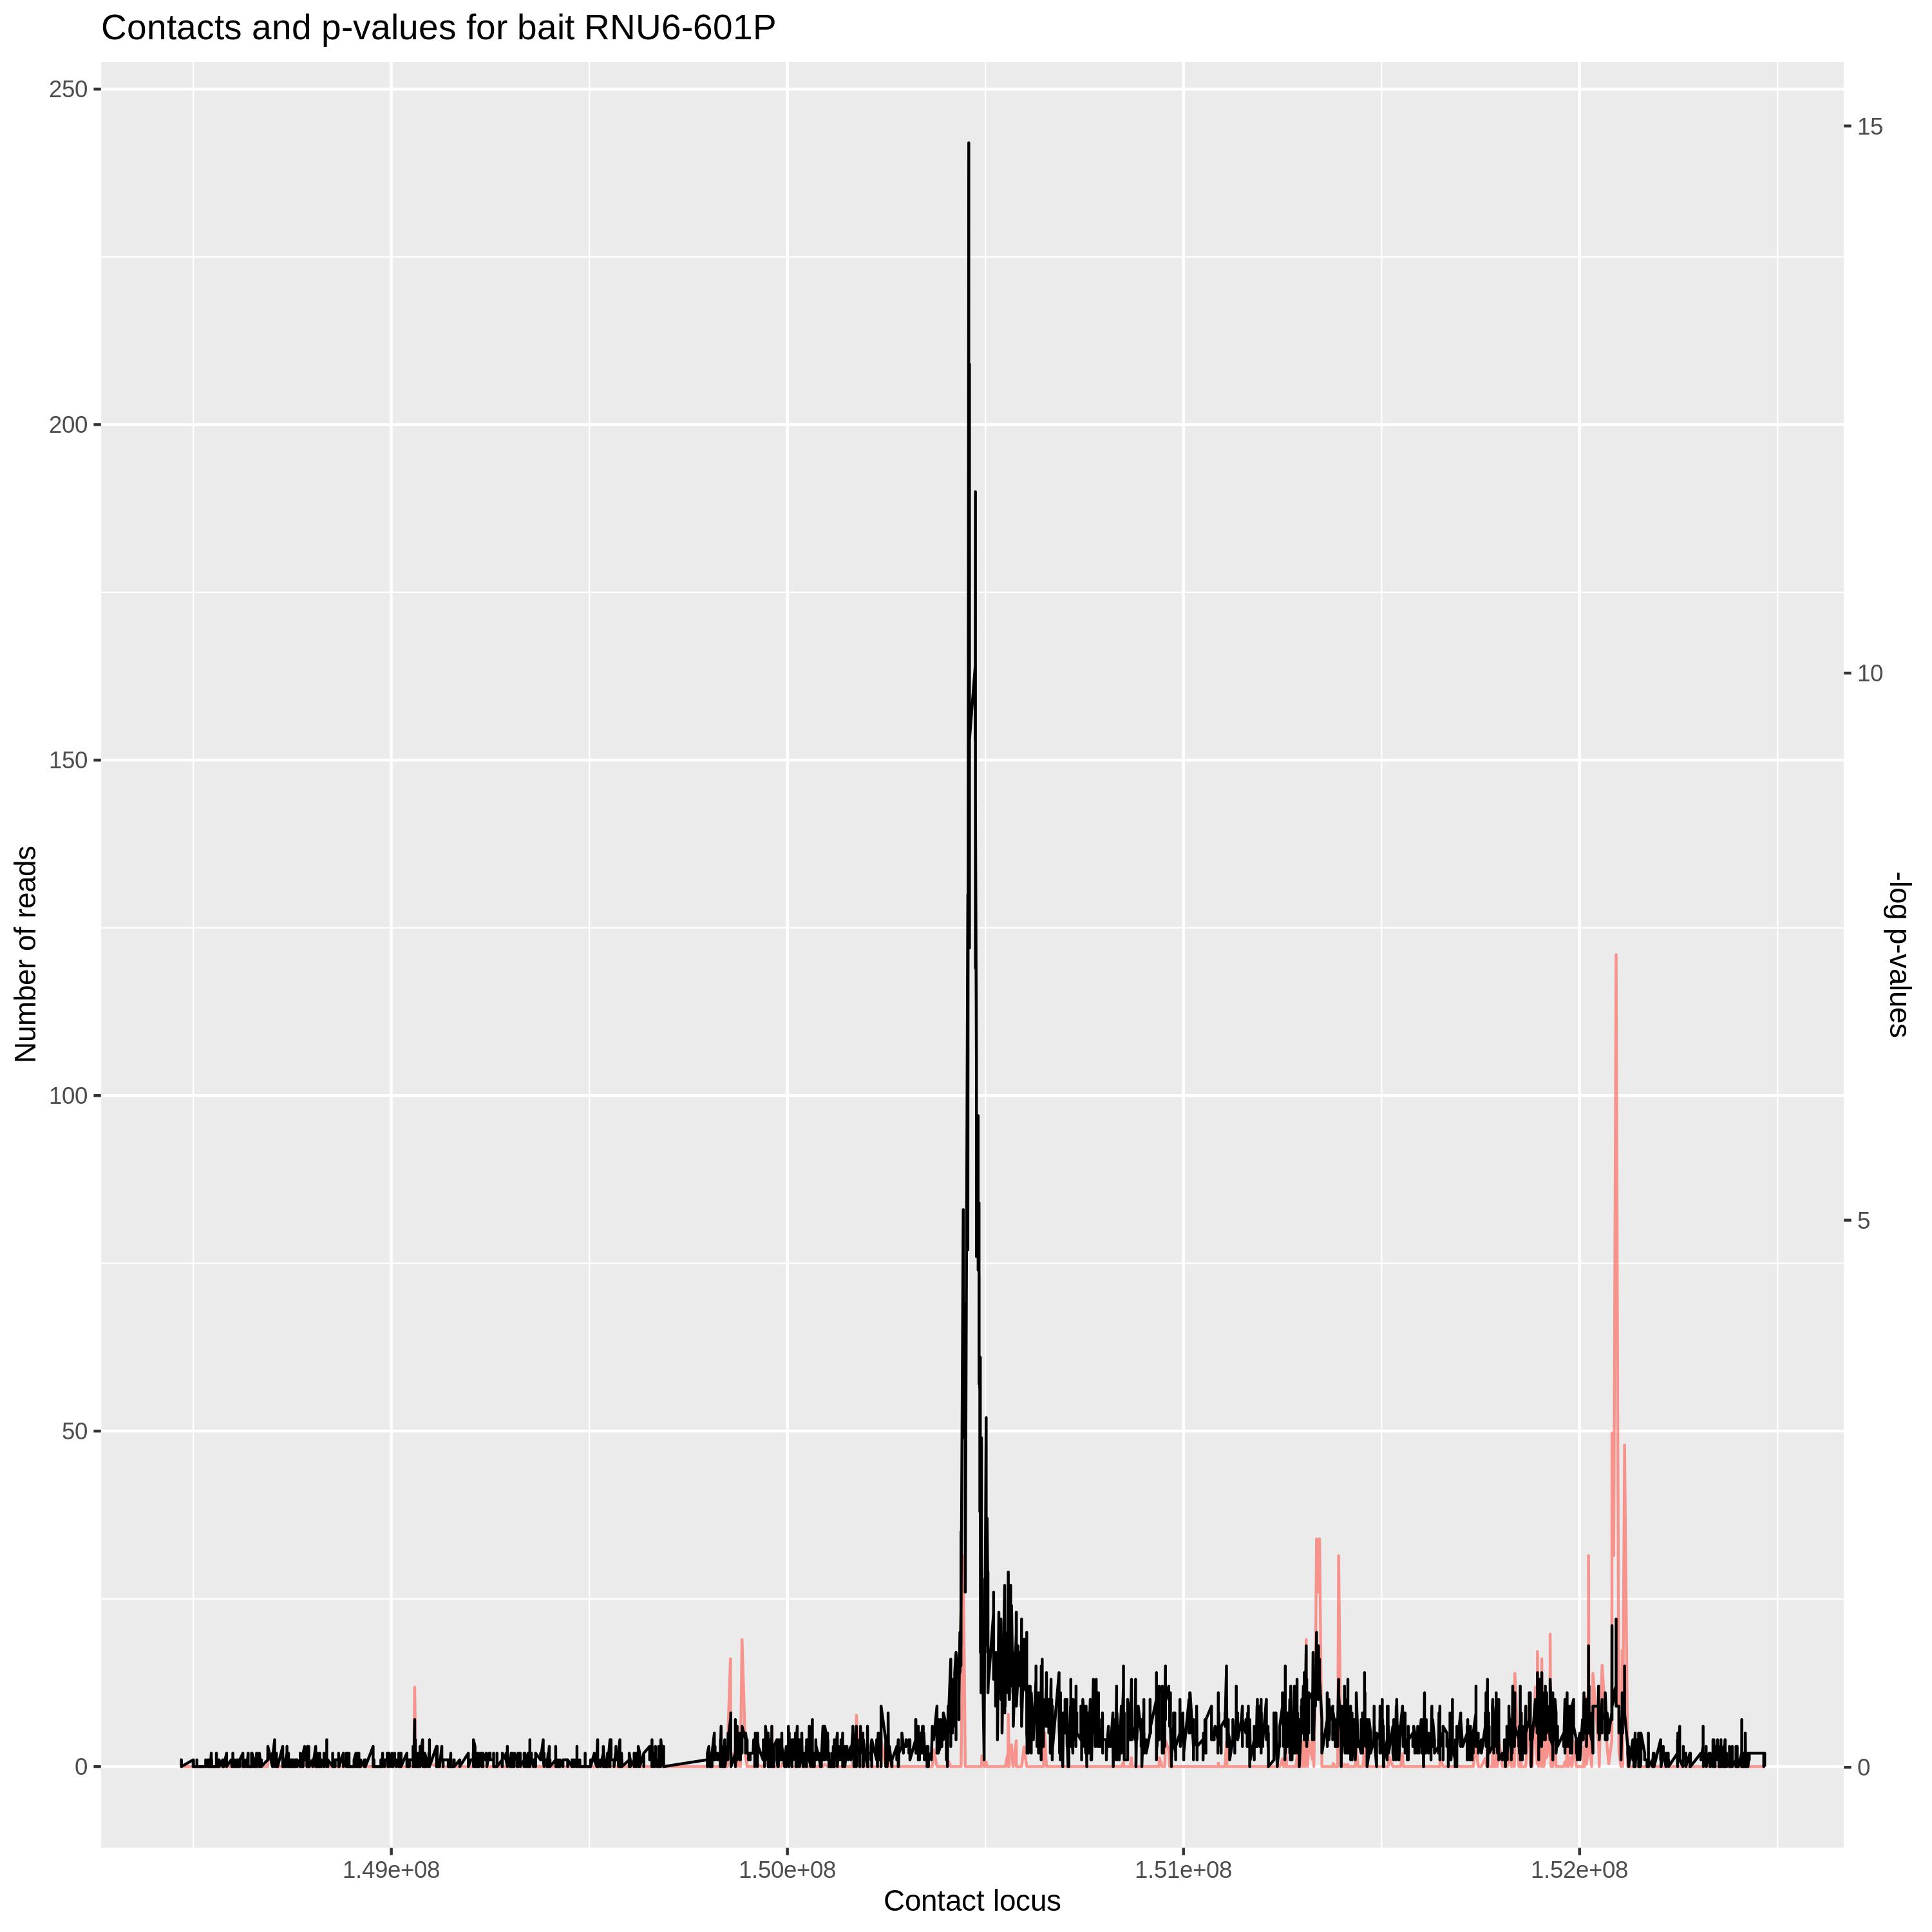 Contacts and p-values for bait RNU6-601P
250
200
150
100
50
0
Number of reads
15
10
5
0
-log p-values
1.49e+08
1.50e+08
1.51e+08
1.52e+08
Contact locus